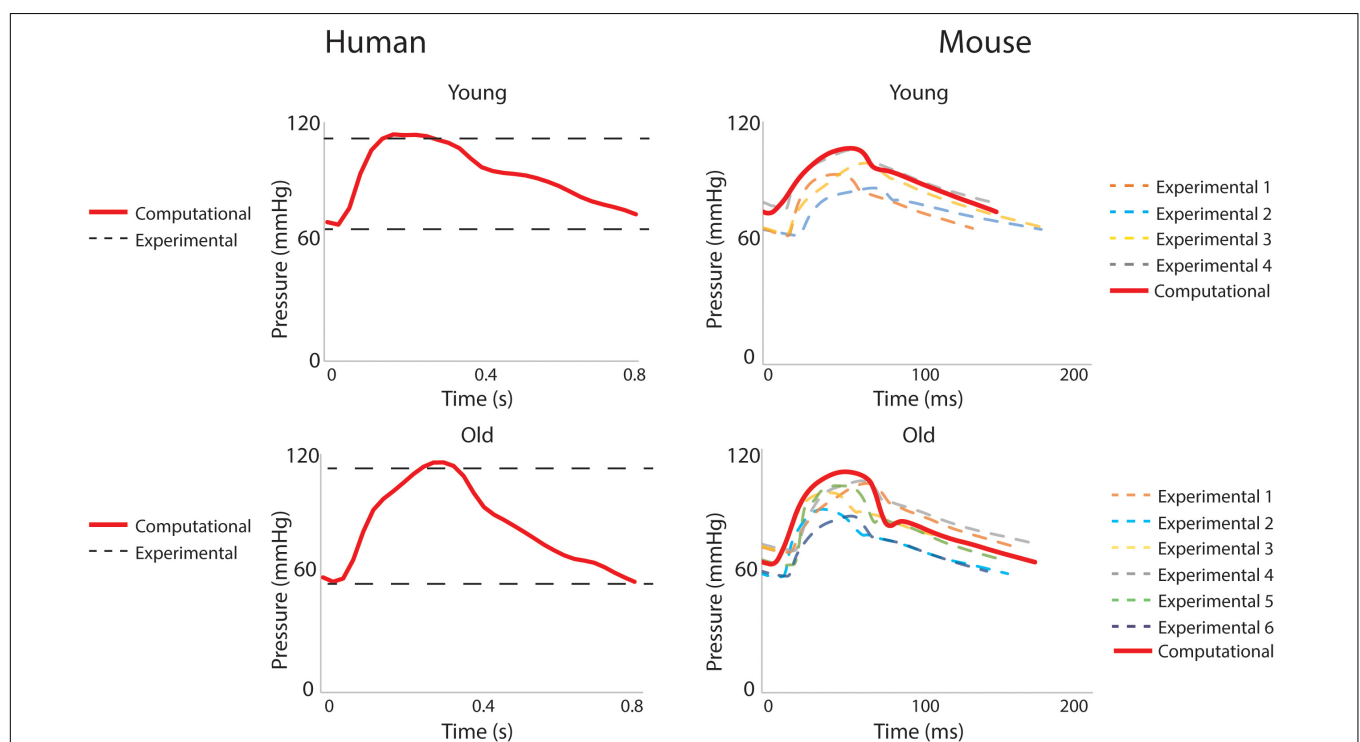 Human
Mouse
Young
Young
120
60
0
Pressure (mmHg)
0
0.4
0.8
Time (s)
Computational
Experimental
120
60
0
Pressure (mmHg)
0
100
200
Time (ms)
Experimental 1
Experimental 2
Experimental 3
Experimental 4
Computational
Old
Old
120
60
0
Pressure (mmHg)
0
0.4
0.8
Time (s)
Computational
Experimental
120
60
0
Pressure (mmHg)
0
100
200
Time (ms)
Experimental 1
Experimental 2
Experimental 3
Experimental 4
Experimental 5
Experimental 6
Computational